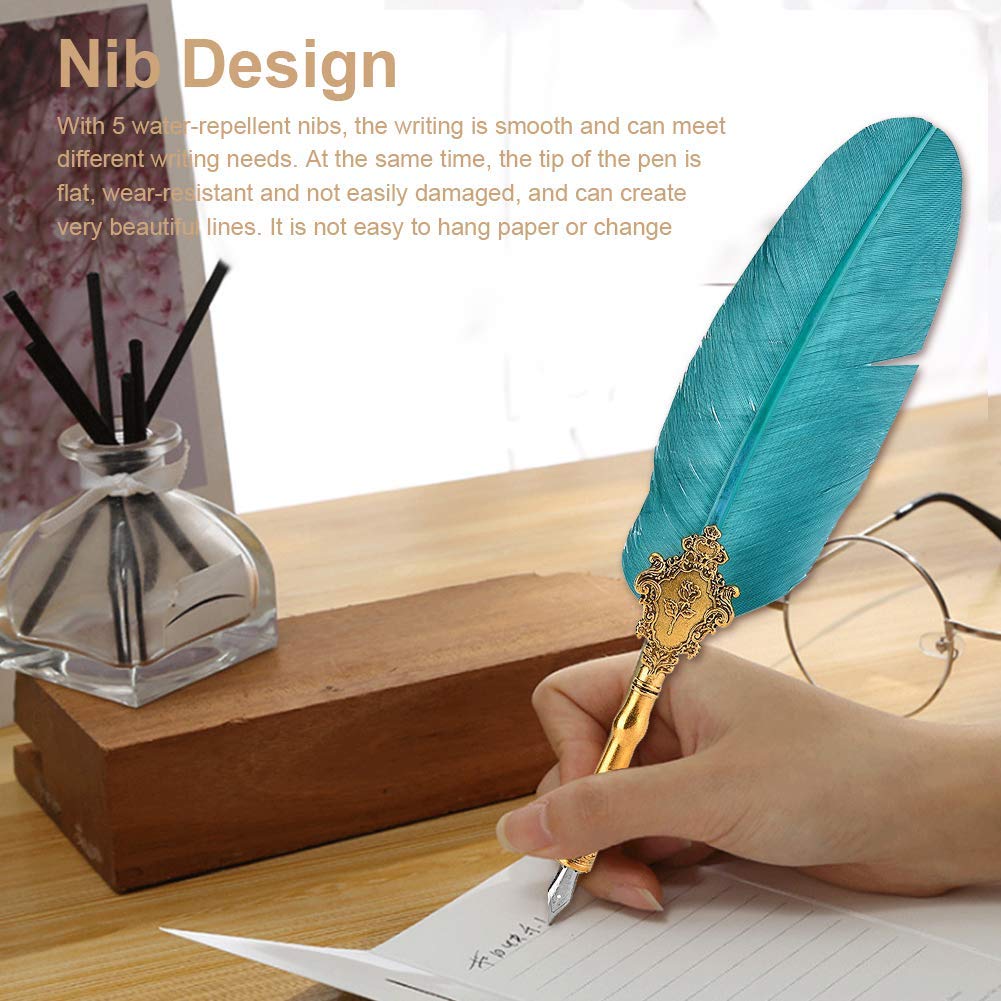 Nib Design
With 5 water-repellent nibs, the writing is smooth and can meet
different writing needs. At the same time, the tip of the pen is
flat, wear-resistant and not easily damaged, and can create
very beautiful lines. It is not easy to hang paper or change